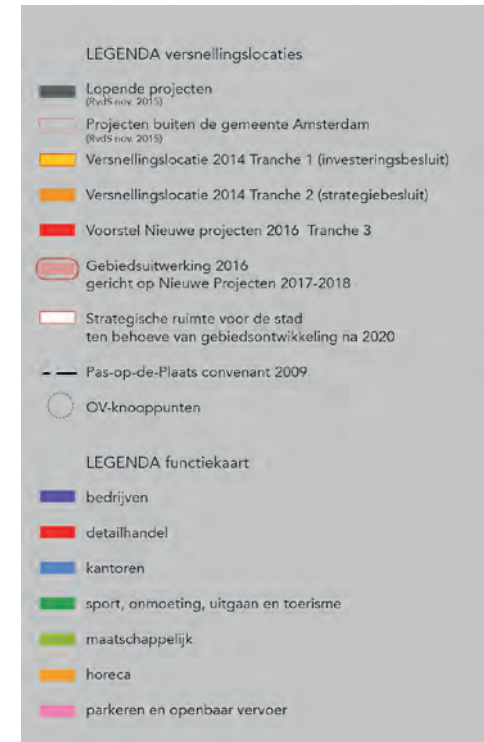 LEGENDA versnellingslocaties
Lopende projecten
(RvdS nov. 2015)
Projecten buiten de gemeente Amsterdam
(RvdS nov. 2015)
Versnellingslocatie 2014 Tranche 1 (investeringsbesluit)
Versnellingslocatie 2014 Tranche 2 (strategiebesluit)
Voorstel Nieuwe projecten 2016 Tranche 3
Gebiedsuitwerking 2016
gericht op Nieuwe Projecten 2017-2018
Strategische ruimte voor de stad
ten behoeve van gebiedsontwikkeling na 2020
Pas-op-de-Plaats convenant 2009
OV-knooppunten
LEGENDA functiekaart
bedrijven
detailhandel
kantoren
sport, onmoeting, uitgaan en toerisme
maatschappelijk
horeca
parkeren en openbaar vervoer